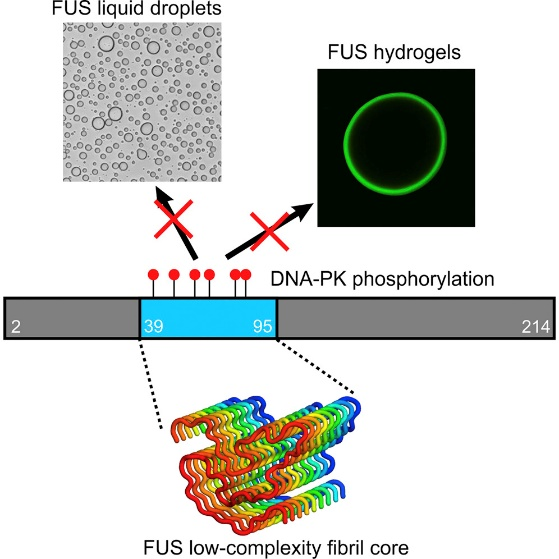 FUS liquid droplets
FUS hydrogels
DNA-PK phosphorylation
2
39
95
214
FUS low-complexity fibril core